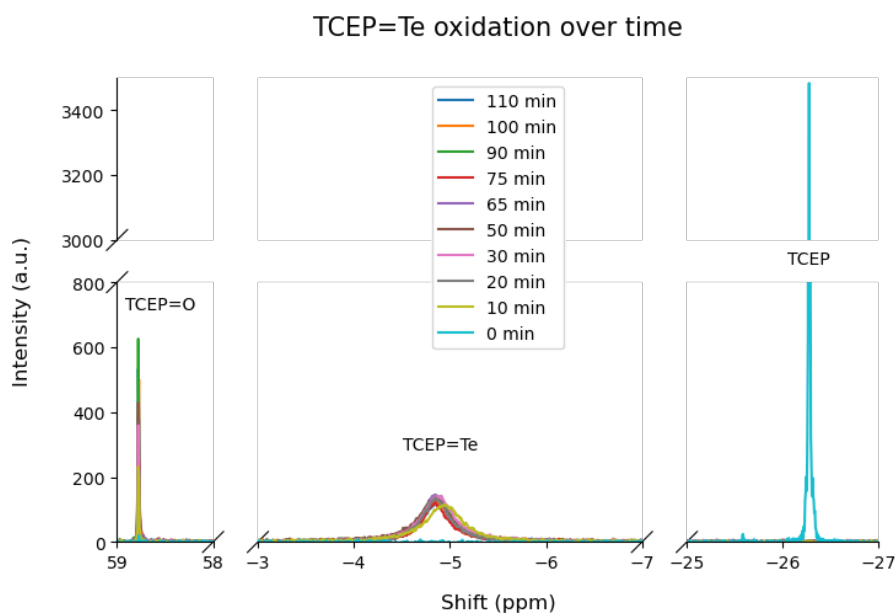 TCEP=Te oxidation over time
3400
3200
3000
800
600
400
200
0
Intensity (a.u.)
TCEP=O
TCEP=Te
TCEP
110 min
100 min
90 min
75 min
65 min
50 min
30 min
20 min
10 min
0 min
59
58
−3
−4
−5
−6
−7
−25
−26
−27
Shift (ppm)